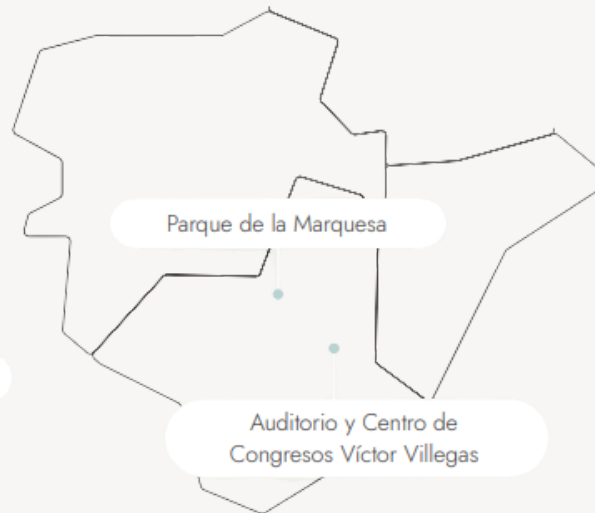 Parque de la Marquesa
Auditorio y Centro de
Congresos Víctor Villegas